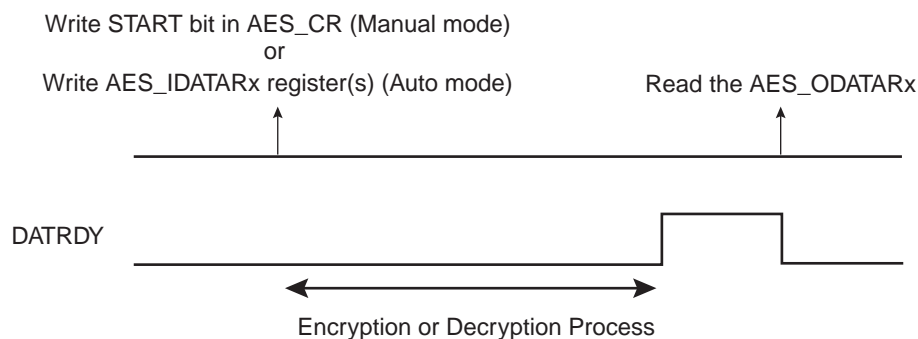 Write START bit in AES_CR (Manual mode)
or
Write AES_IDATARx register(s) (Auto mode)
Read the AES_ODATARx
DATRDY
Encryption or Decryption Process